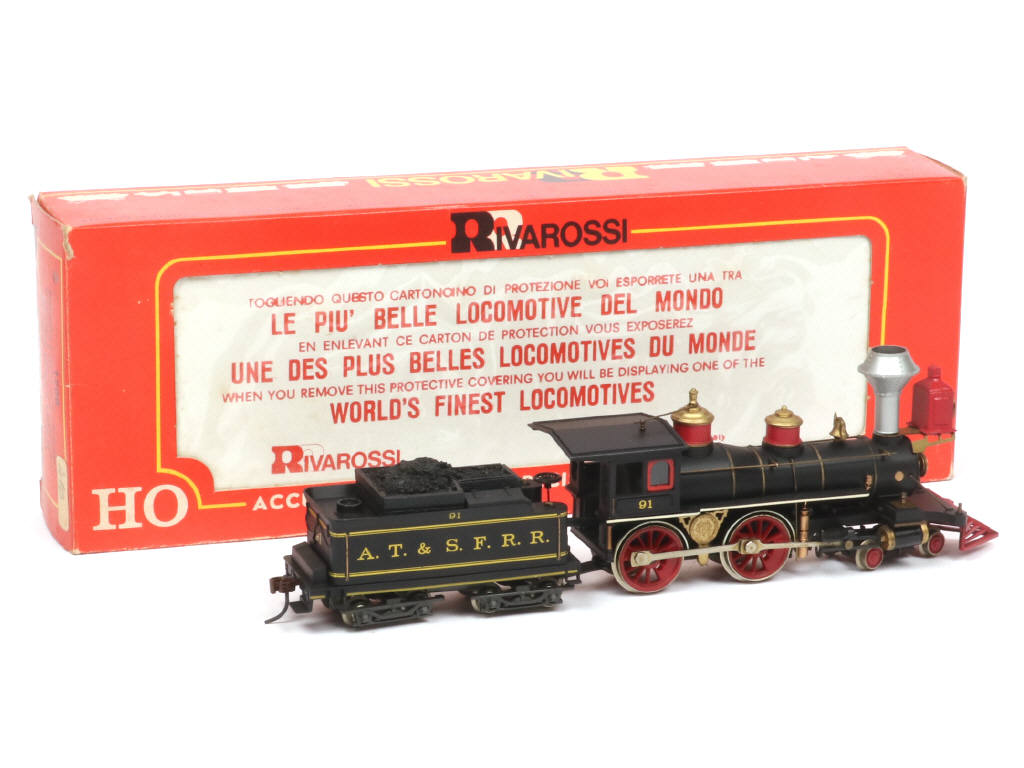 RIVAROSSI
RIVAROSSI
TOGLIENDO QUESTO CARTONCINO DI PROTEZIONE VOI ESPORRETE UNA TRA
LE PIU' BELLE LOCOMOTIVE DEL MONDO
EN ENLEVANT CE CARTON DE PROTECTION VOUS EXPOSEREZ
UNE DES PLUS BELLES LOCOMOTIVES DU MONDE
WHEN YOU REMOVE THIS PROTECTIVE COVERING YOU WILL BE DISPLAYING ONE OF THE
WORLD'S FINEST LOCOMOTIVES
RIVAROSSI
HO
91
91
A. T. & S. F. R. R.